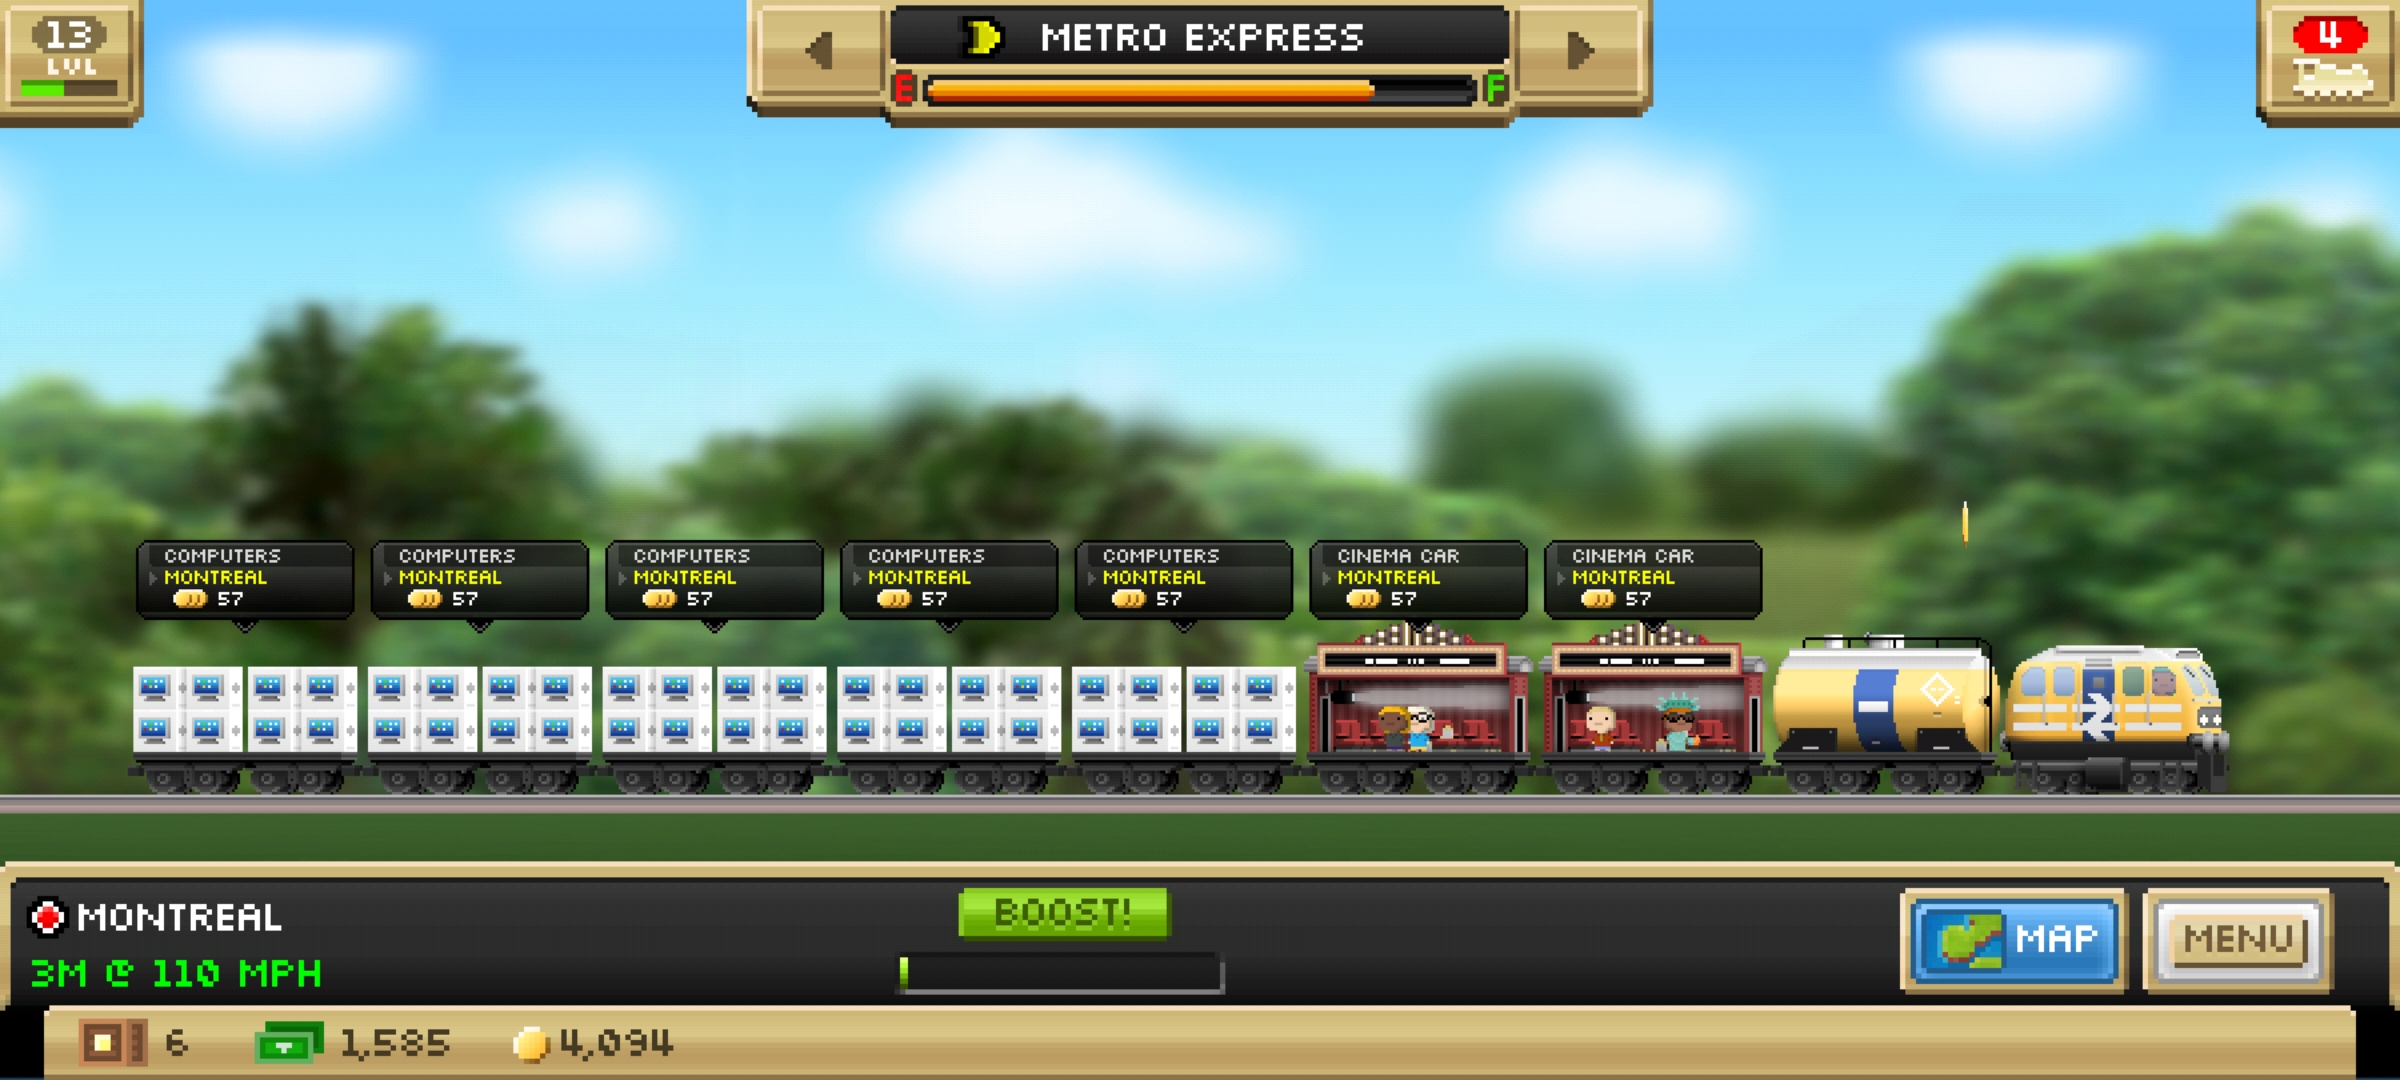 13
LVL
METRO EXPRESS
E
F
4
COMPUTERS
MONTREAL
57
COMPUTERS
MONTREAL
57
COMPUTERS
MONTREAL
57
COMPUTERS
MONTREAL
57
COMPUTERS
MONTREAL
57
CINEMA CAR
MONTREAL
57
CINEMA CAR
MONTREAL
57
MONTREAL
3M @ 110 MPH
BOOST!
MAP
MENU
6
1,585
4,094